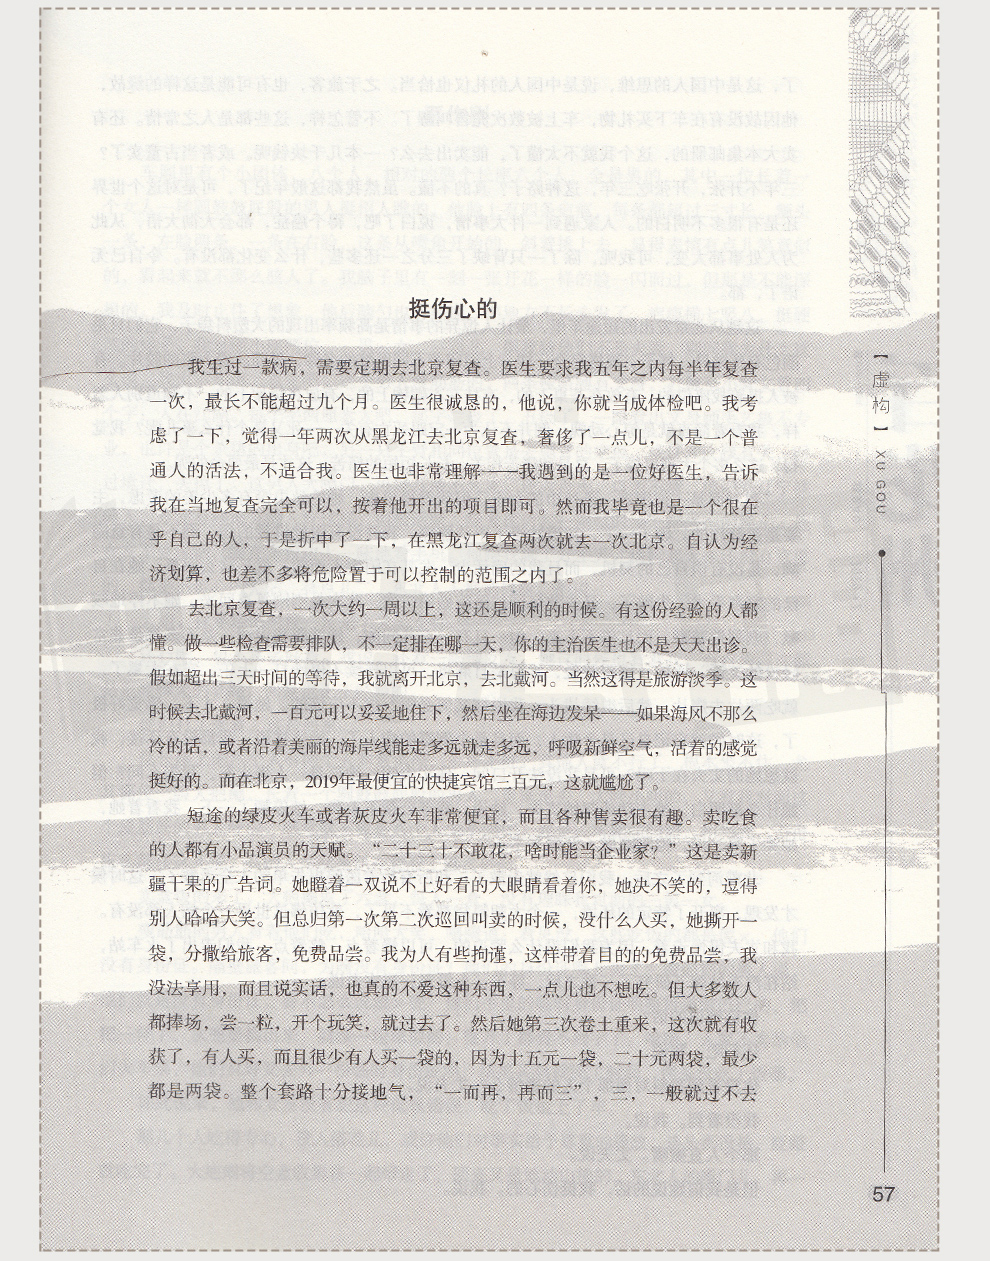 挺伤心的
我生过一款病，需要定期去北京复查。医生要求我五年之内每半年复查
一次，最长不能超过九个月。医生很诚恳的，他说，你就当成体检吧。我考
虑了一下，觉得一年两次从黑龙江去北京复查，奢侈了一点儿，不是一个普
通人的活法，不适合我。医生也非常理解——我遇到的是一位好医生，告诉
我在当地复查完全可以，按着他开出的项目即可。然而我毕竟也是一个很在
乎自己的人，于是折中了一下，在黑龙江复查两次就去一次北京。自认为经
济划算，也差不多将危险置于可以控制的范围之内了。
去北京复查，一次大约一周以上，这还是顺利的时候。有这份经验的人都
懂。做一些检查需要排队，不一定排在哪一天，你的主治医生也不是天天出诊。
假如超出三天时间的等待，我就离开北京，去北戴河。当然这得是旅游淡季。这
时候去北戴河，一百元可以妥妥地住下，然后坐在海边发呆——如果海风不那么
冷的话，或者沿着美丽的海岸线能走多远就走多远，呼吸新鲜空气，活着的感觉
挺好的。而在北京，2019年最便宜的快捷宾馆三百元，这就尴尬了。
短途的绿皮火车或者灰皮火车非常便宜，而且各种售卖很有趣。卖吃食
的人都有小品演员的天赋。“二十三十不敢花，啥时能当企业家？”这是卖新
疆干果的广告词。她瞪着一双说不上好看的大眼睛看着你，她决不笑的，逗得
别人哈哈大笑。但总归第一次第二次巡回叫卖的时候，没什么人买，她撕开一
袋，分撒给旅客，免费品尝。我为人有些拘谨，这样带着目的的免费品尝，我
没法享用，而且说实话，也真的不爱这种东西，一点儿也不想吃。但大多数人
都捧场，尝一粒，开个玩笑，就过去了。然后她第三次卷土重来，这次就有收
获了，有人买，而且很少有人买一袋的，因为十五元一袋，二十元两袋，最少
都是两袋。整个套路十分接地气，“一而再，再而三”，三，一般就过不去
【虚构】
XU GOU
57